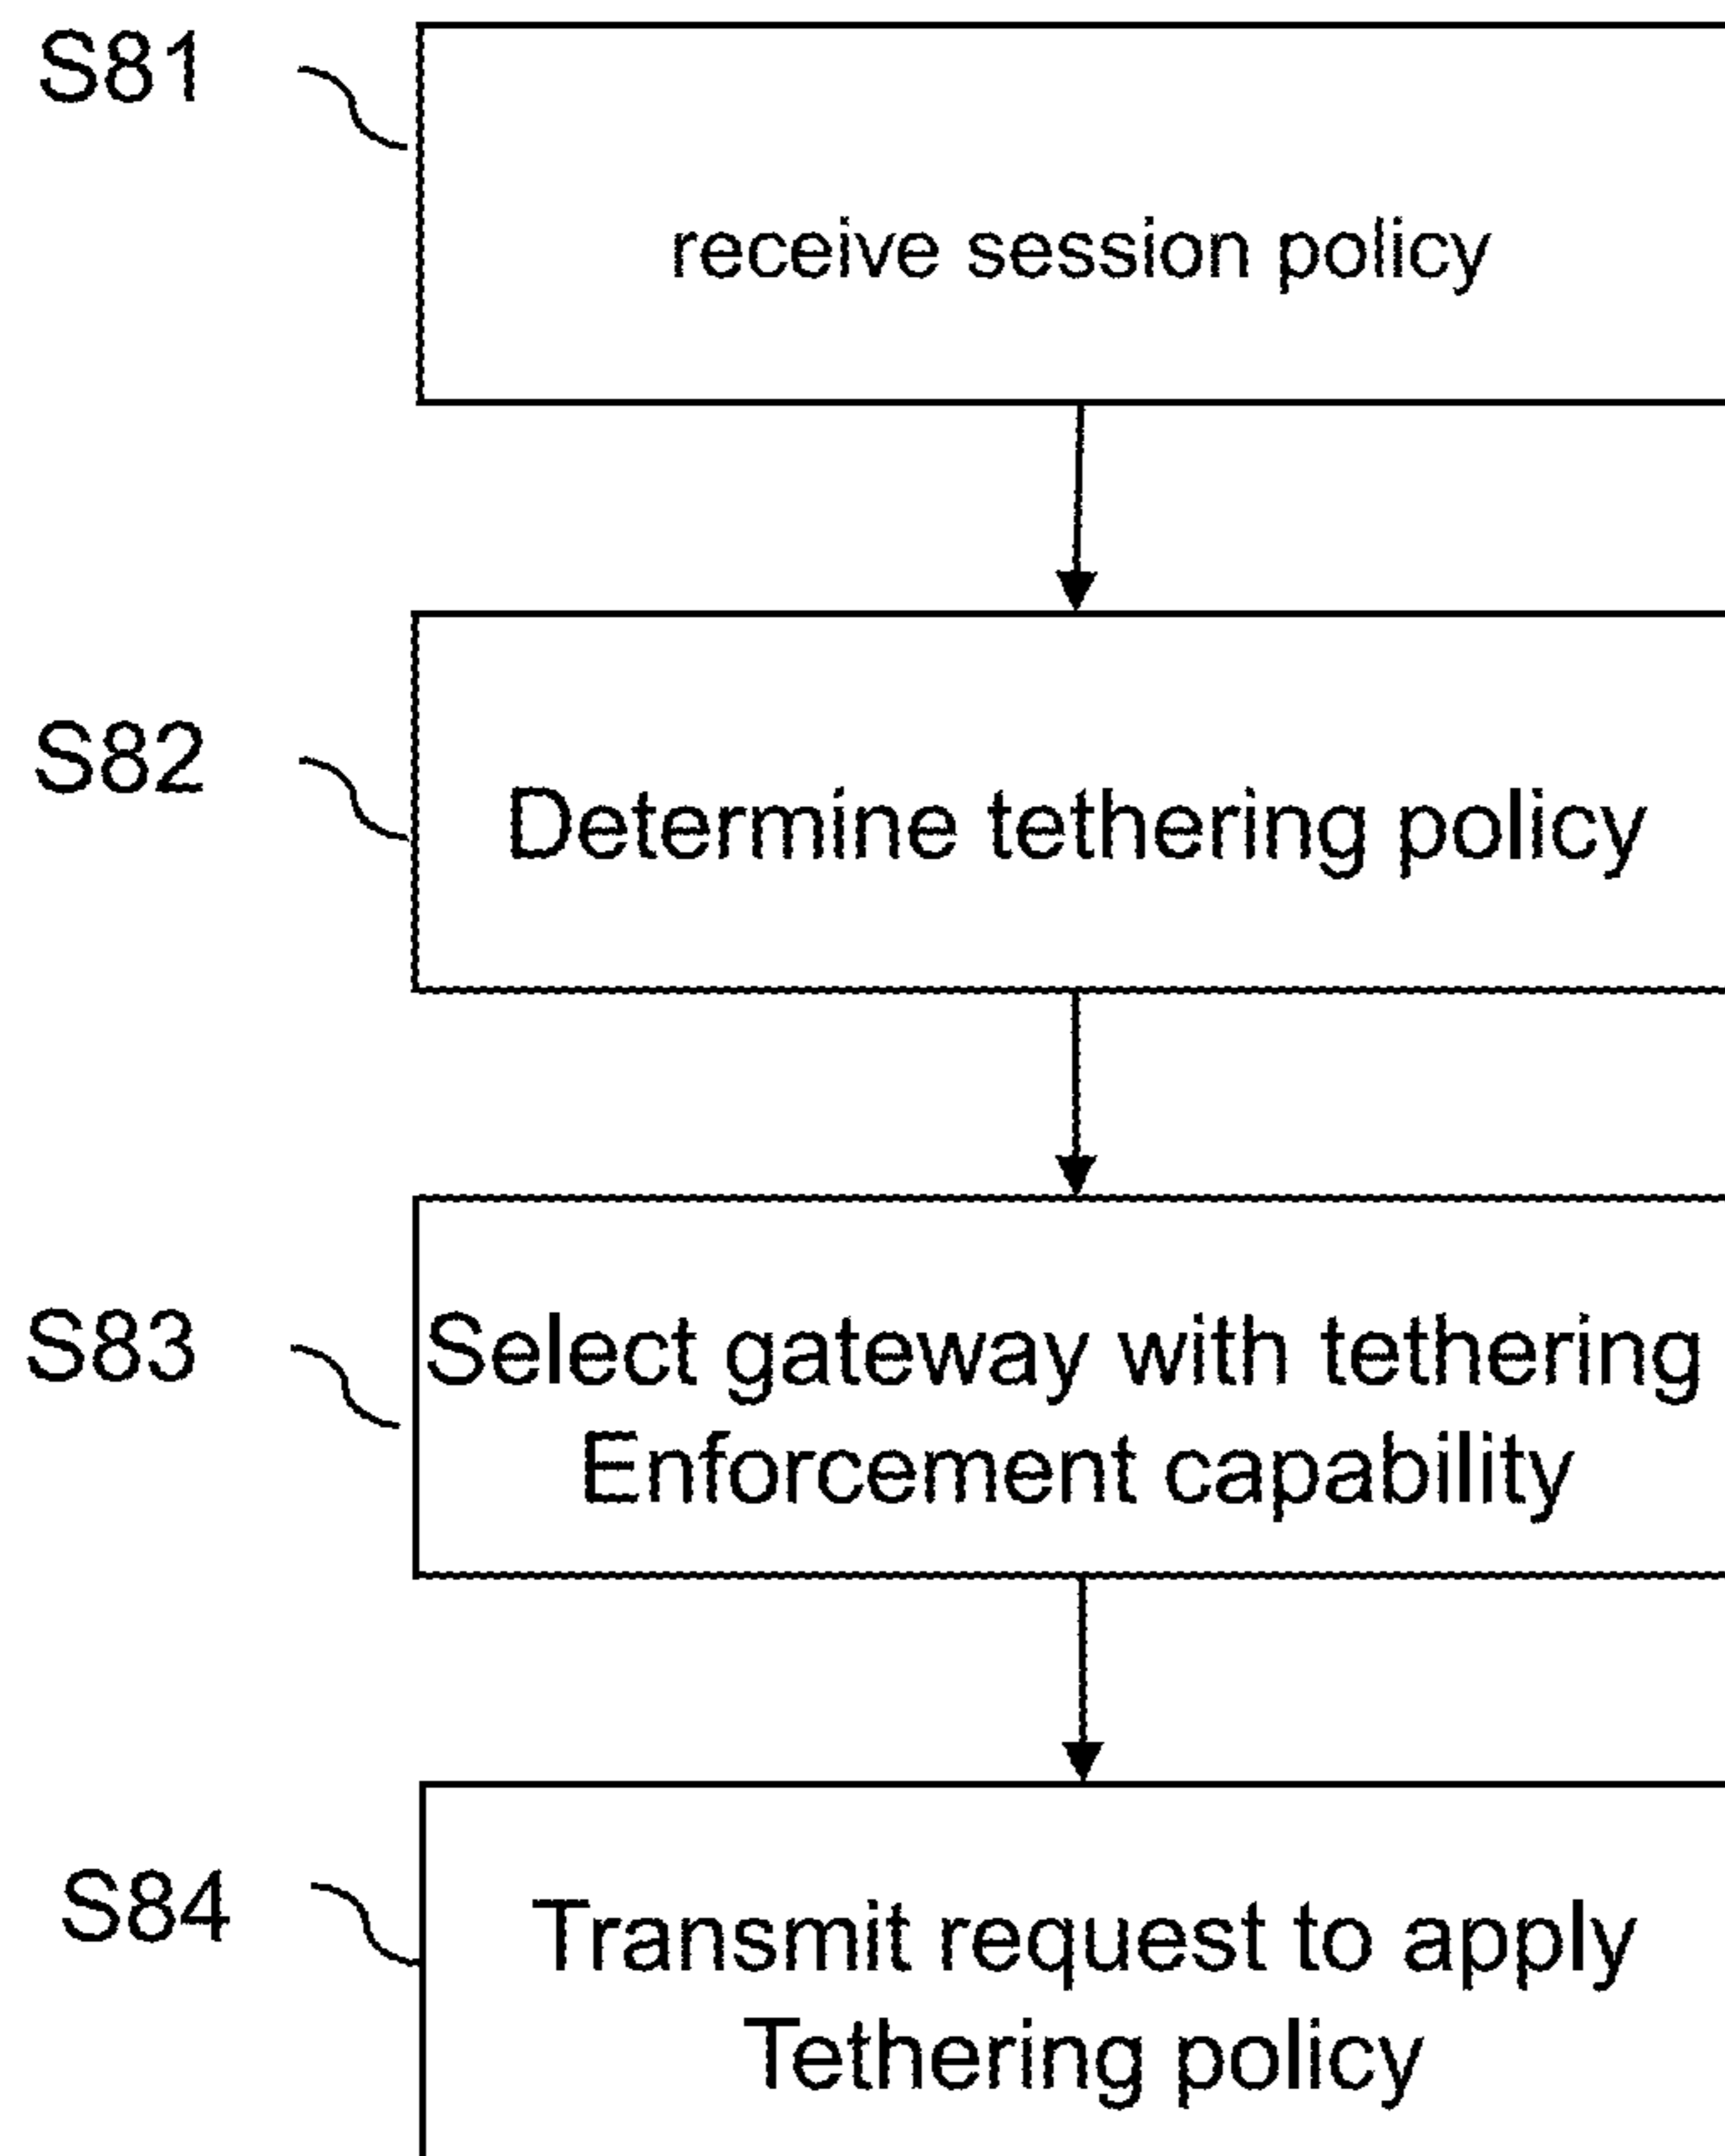 S81
receive session policy
S82
Determine tethering policy
S83
Select gateway with tethering
Enforcement capability
S84
Transmit request to apply
Tethering policy